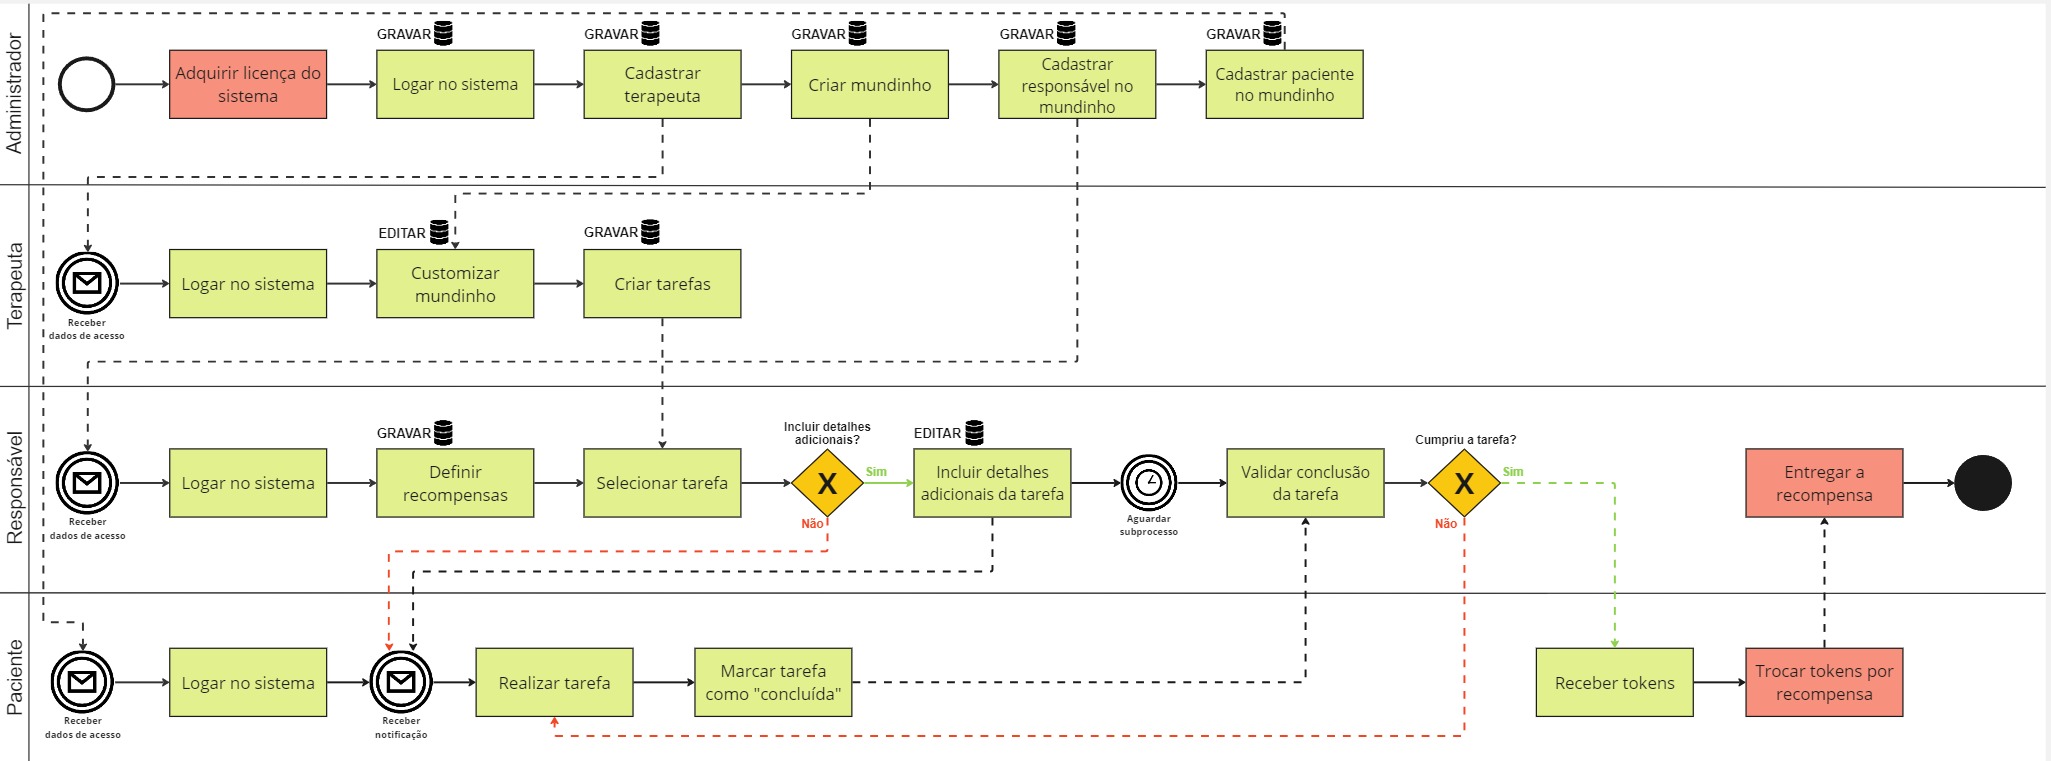 Administrador
GRAVAR
GRAVAR
GRAVAR
GRAVAR
GRAVAR
Adquirir licença do
sistema
Logar no sistema
Cadastrar
terapeuta
Criar mundinho
Cadastrar
responsável no
mundinho
Cadastrar paciente
no mundinho
Terapeuta
EDITAR
GRAVAR
Receber
dados de acesso
Logar no sistema
Customizar
mundinho
Criar tarefas
Responsável
GRAVAR
Incluir detalhes
adicionais?
EDITAR
Cumpriu a tarefa?
Receber
dados de acesso
Logar no sistema
Definir
recompensas
Selecionar tarefa
X
Sim
Não
Incluir detalhes
adicionais da tarefa
Aguardar
subprocesso
Validar conclusão
da tarefa
X
Sim
Não
Entregar a
recompensa
Paciente
Receber
dados de acesso
Logar no sistema
Receber
notificação
Realizar tarefa
Marcar tarefa
como "concluída"
Receber tokens
Trocar tokens por
recompensa